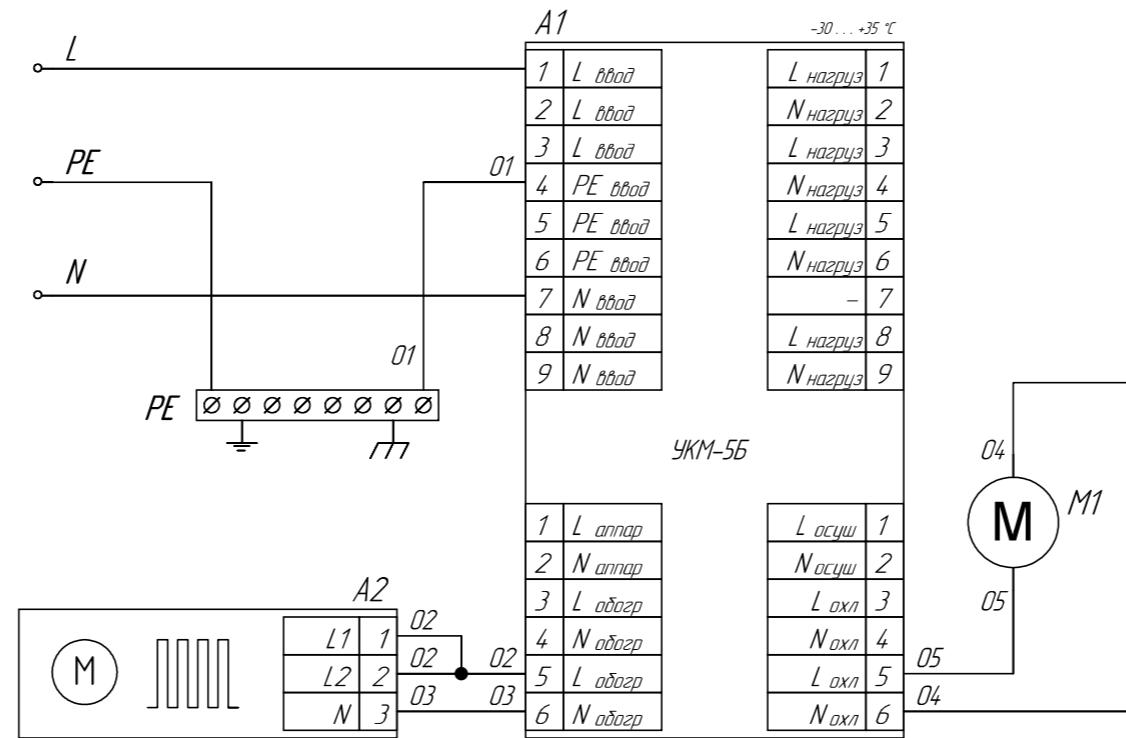 A1 -30 ... +35 °C
L
1 L ввод L нагруз 1
2 L ввод N нагруз 2
3 L ввод L нагруз 3
PE 01
4 PE ввод N нагруз 4
5 PE ввод L нагруз 5
6 PE ввод N нагруз 6
N
7 N ввод – 7
8 N ввод L нагруз 8
01
9 N ввод N нагруз 9
PE
УКМ-5Б
04
M M1
1 L аппар L осуш 1
2 N аппар N осуш 2
A2
3 L обогр L охл 3
05
L1 1 02
4 N обогр N охл 4
M L2 2 02 02
5 L обогр L охл 5 05
N 3 03 03
6 N обогр N охл 6 04